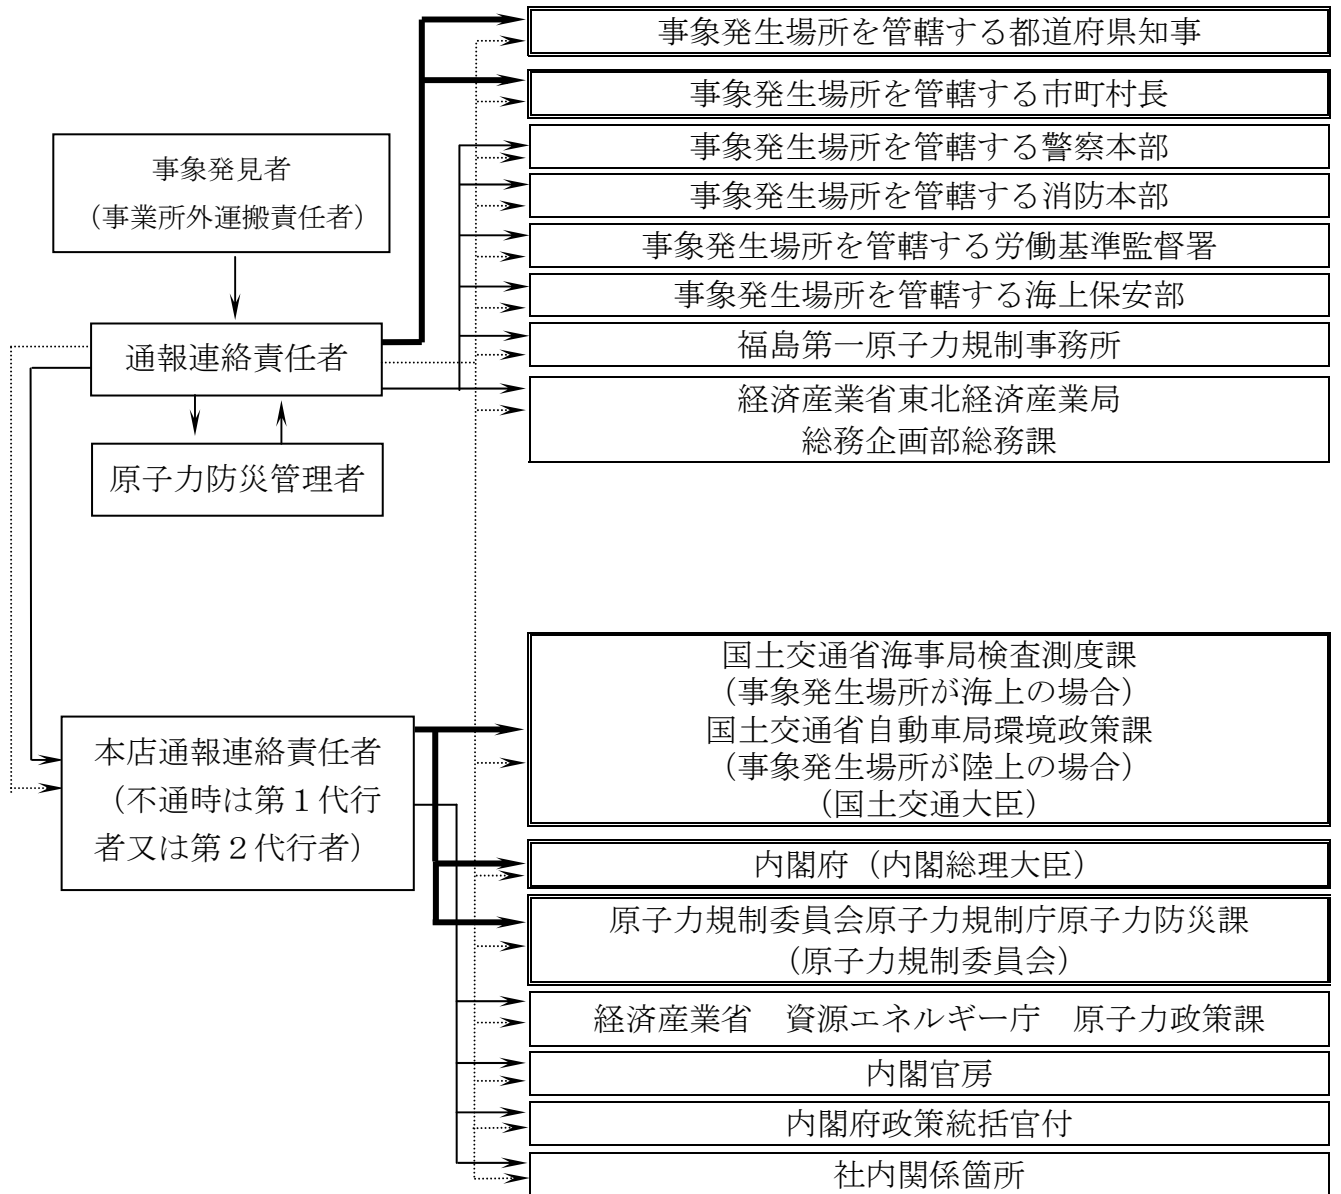 事象発生場所を管轄する都道府県知事
事象発生場所を管轄する市町村長
事象発生場所を管轄する警察本部
事象発生場所を管轄する消防本部
事象発生場所を管轄する労働基準監督署
事象発生場所を管轄する海上保安部
福島第一原子力規制事務所
経済産業省東北経済産業局
総務企画部総務課
事象発見者
（事業所外運搬責任者）
通報連絡責任者
原子力防災管理者
本店通報連絡責任者
（不通時は第１代行
者又は第２代行者）
国土交通省海事局検査測度課
（事象発生場所が海上の場合）
国土交通省自動車局環境政策課
（事象発生場所が陸上の場合）
（国土交通大臣）
内閣府（内閣総理大臣）
原子力規制委員会原子力規制庁原子力防災課
（原子力規制委員会）
経済産業省　資源エネルギー庁　原子力政策課
内閣官房
内閣府政策統括官付
社内関係箇所